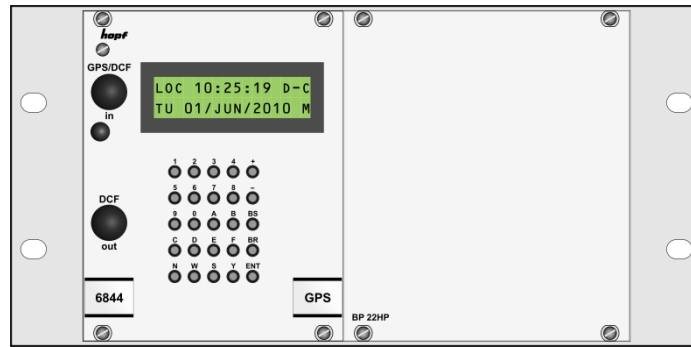 hopf
GPS/DCF
in
LOC 10:25:19 D-C
TU 01/JUN/2010 M
1 2 3 4 +
5 6 7 8 -
DCF
9 0 A B BS
out
C D E F BR
N W S Y ENT
6844
GPS
BP 22HP